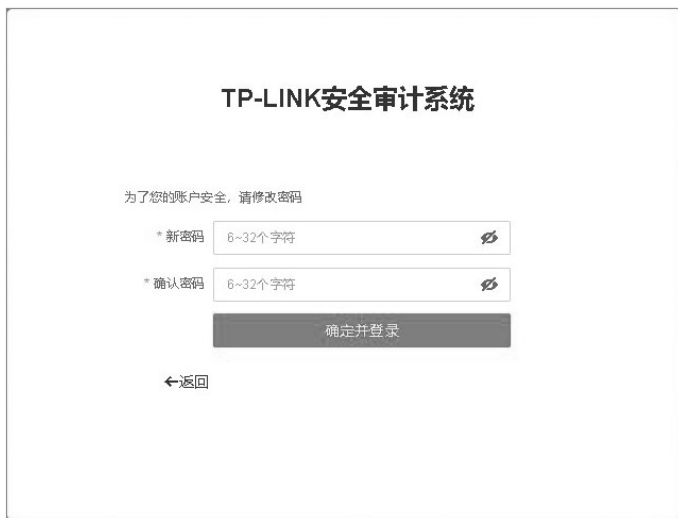 TP-LINK安全审计系统
为了您的账户安全，请修改密码
* 新密码 6~32个字符
* 确认密码 6~32个字符
确定并登录
←返回